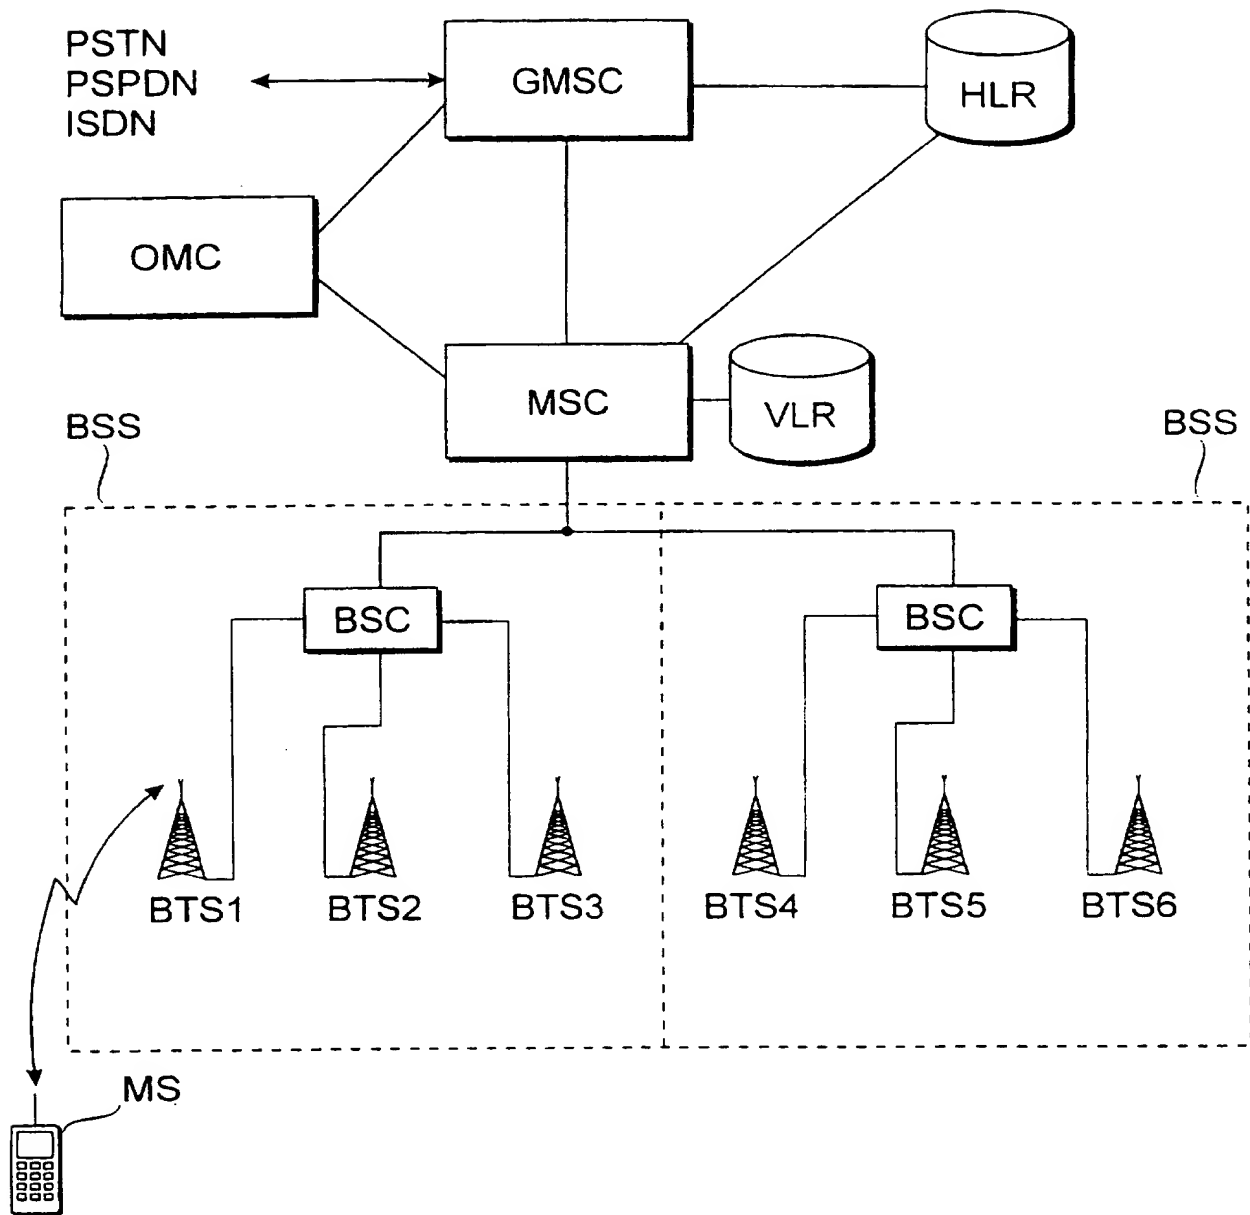 PSTN
PSPDN
ISDN
GMSC
HLR
OMC
MSC
VLR
BSS
BSS
BSC
BSC
BTS1
BTS2
BTS3
BTS4
BTS5
BTS6
MS